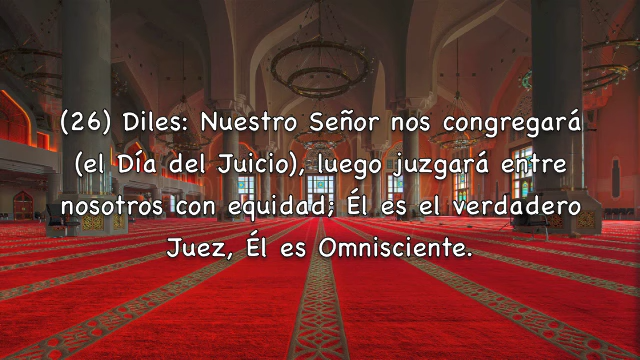 (26) Diles: Nuestro Señor nos congregará
(el Día del Juicio), luego juzgará entre
nosotros con equidad; Él es el verdadero
Juez, Él es Omnisciente.